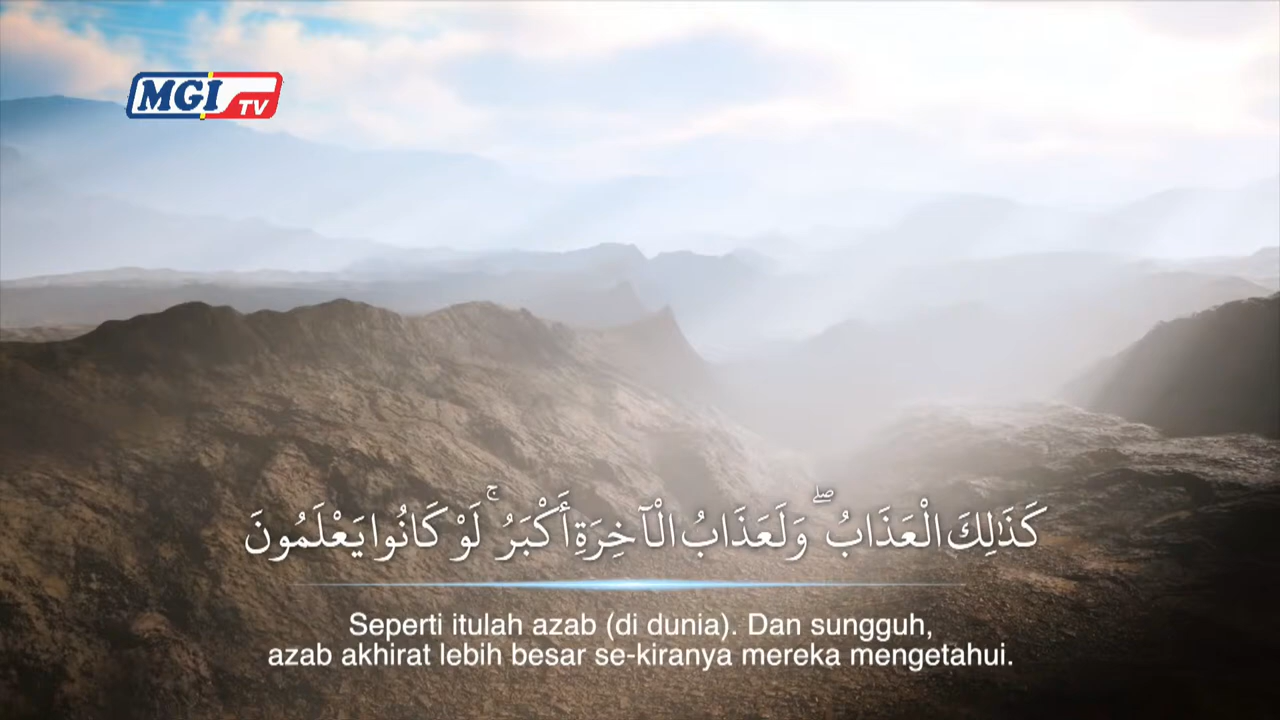 MGI TV
كَذَٰلِكَ الْعَذَابُ ۖ وَلَعَذَابُ الْآخِرَةِ أَكْبَرُ ۚ لَوْ كَانُوا يَعْلَمُونَ
Seperti itulah azab (di dunia). Dan sungguh,
azab akhirat lebih besar se-kiranya mereka mengetahui.